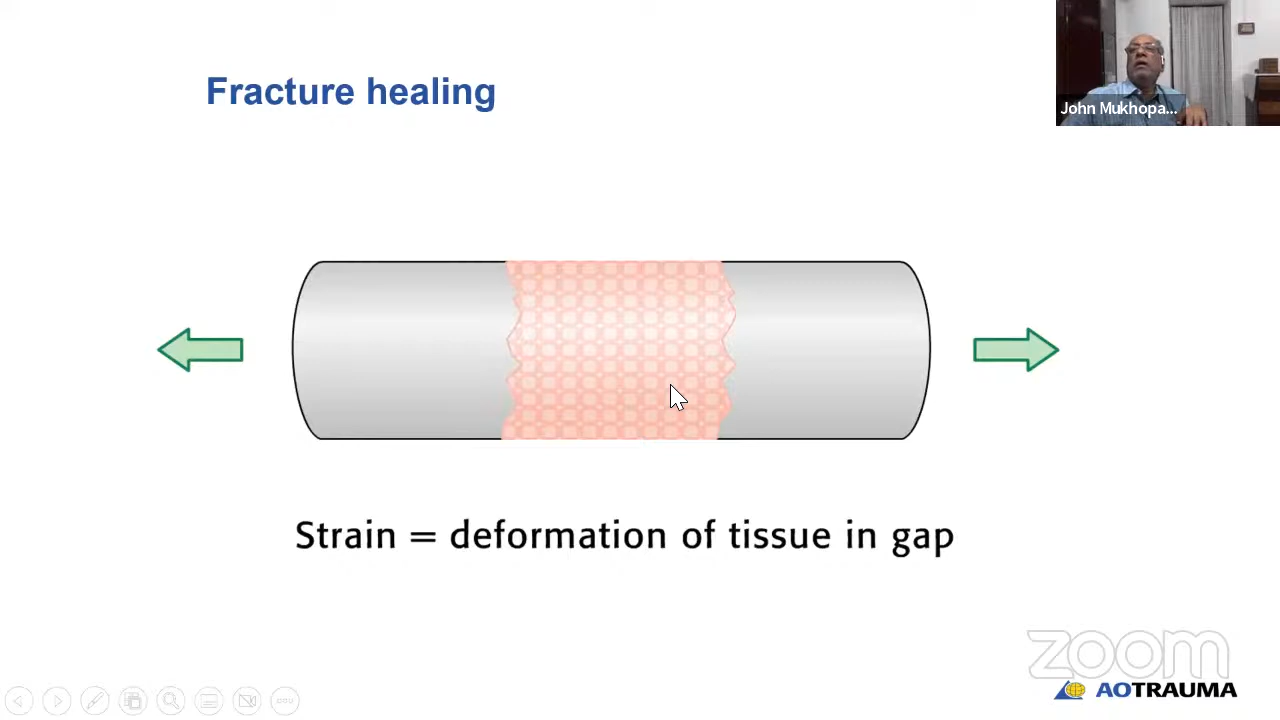 Fracture healing
John Mukhopa...
Strain = deformation of tissue in gap
zoom
AOTRAUMA